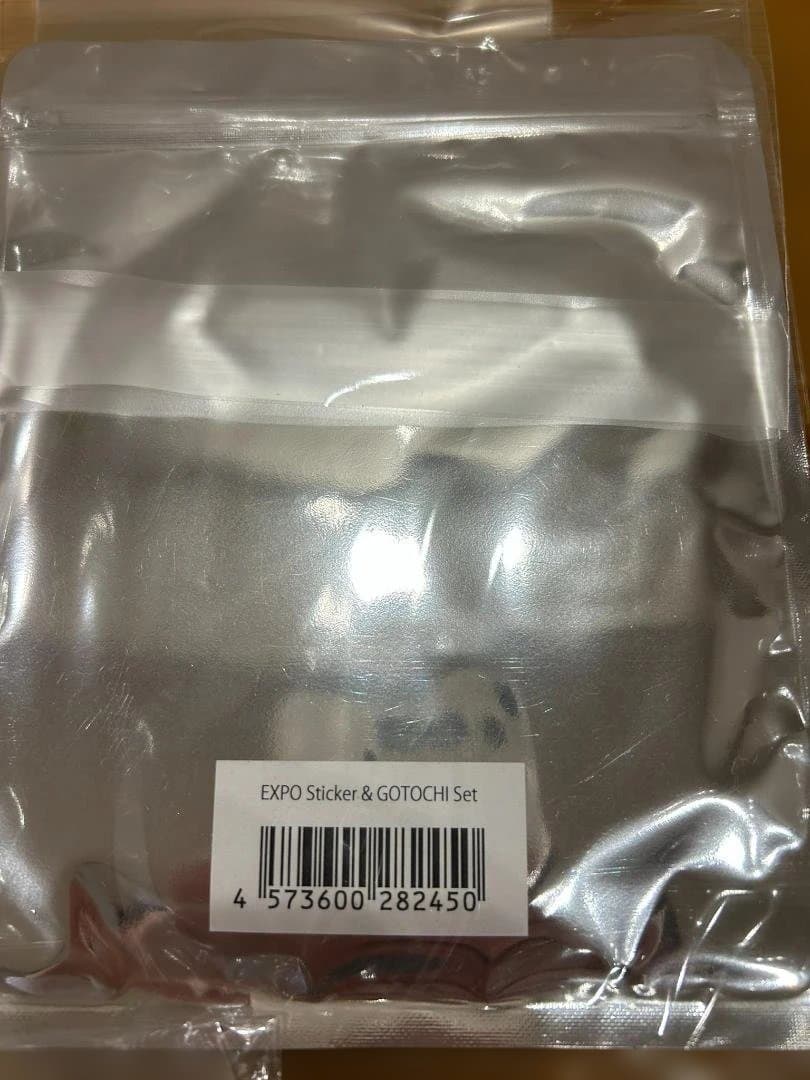 EXPO Sticker & GOTOCHI Set
4 573600 282450